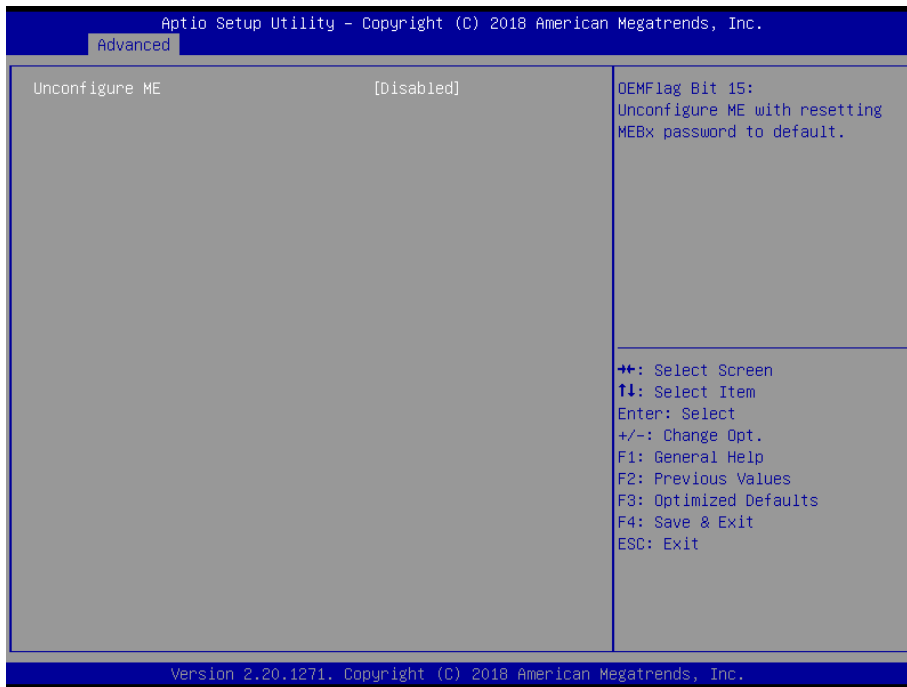 Aptio Setup Utility – Copyright (C) 2018 American Megatrends, Inc.
Advanced
Unconfigure ME [Disabled]
OEMFlag Bit 15:
Unconfigure ME with resetting
MEBx password to default.
→←: Select Screen
↑↓: Select Item
Enter: Select
+/-: Change Opt.
F1: General Help
F2: Previous Values
F3: Optimized Defaults
F4: Save & Exit
ESC: Exit
Version 2.20.1271. Copyright (C) 2018 American Megatrends, Inc.